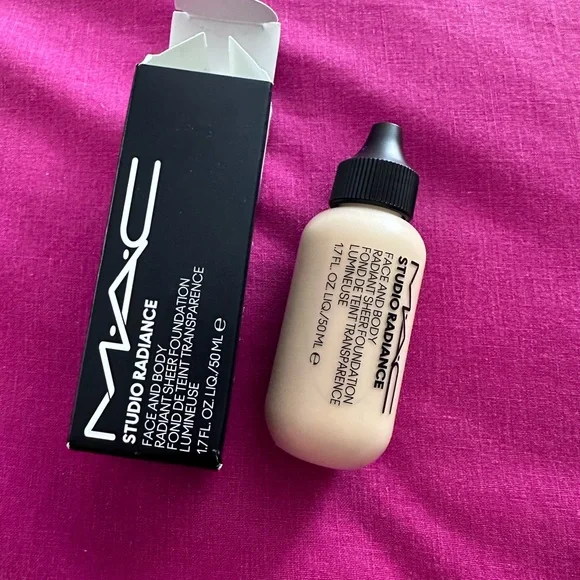 M·A·C
STUDIO RADIANCE
FACE AND BODY
RADIANT SHEER FOUNDATION
FOND DE TEINT TRANSPARENCE
LUMINEUSE
1.7 FL. OZ. LIQ/50 ML e
M·A·C
STUDIO RADIANCE
FACE AND BODY
RADIANT SHEER FOUNDATION
FOND DE TEINT TRANSPARENCE
LUMINEUSE
1.7 FL. OZ. LIQ/50 ML e